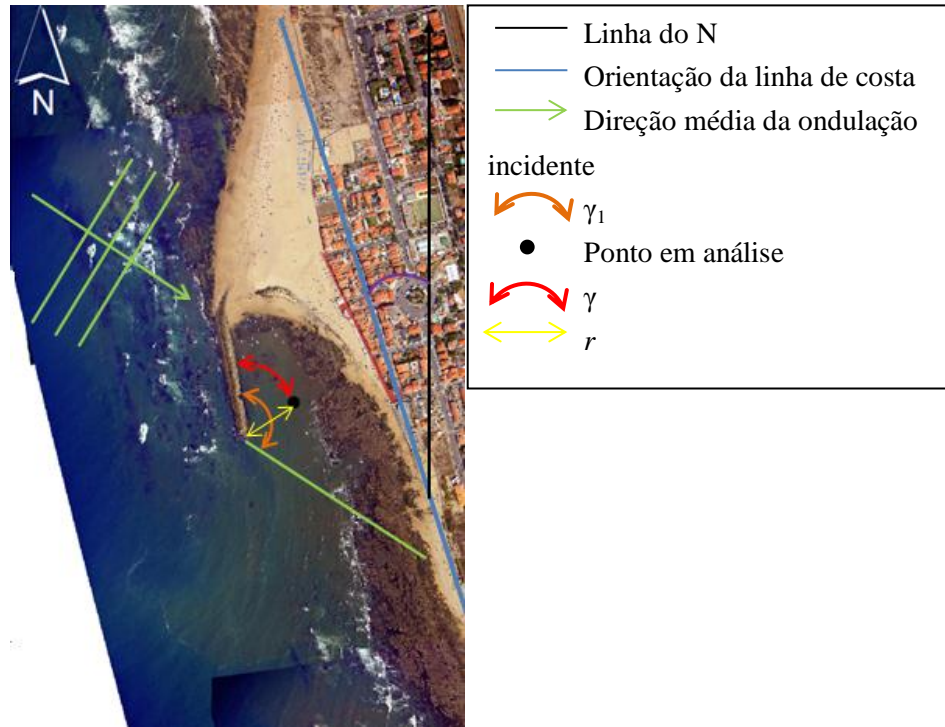 N
Linha do N
Orientação da linha de costa
Direção média da ondulação
incidente
γ₁
Ponto em análise
γ
r